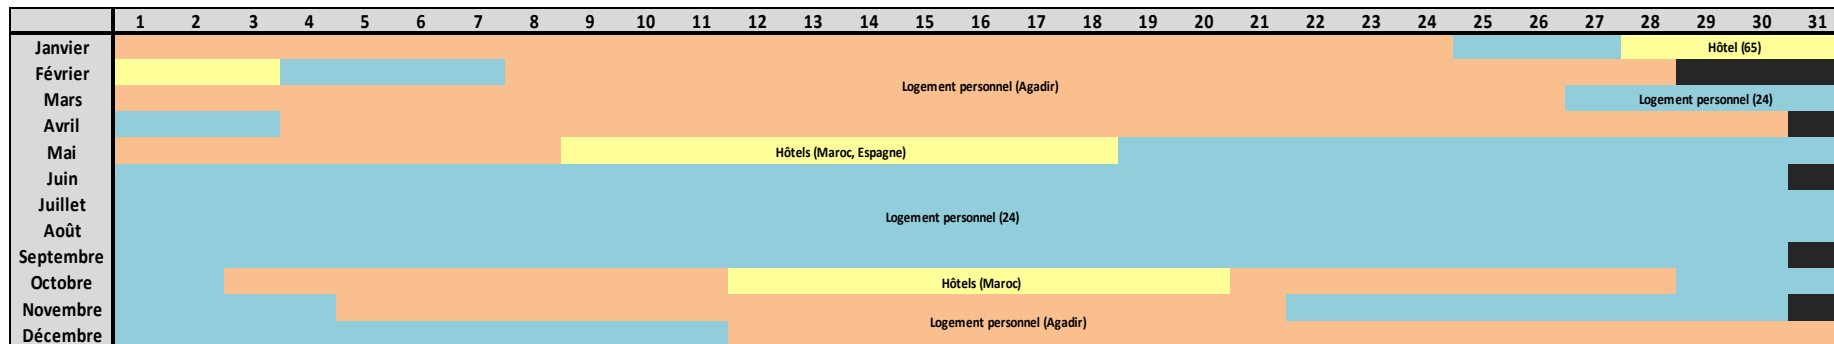 1 2 3 4 5 6 7 8 9 10 11 12 13 14 15 16 17 18 19 20 21 22 23 24 25 26 27 28 29 30 31
Janvier Hôtel (65)
Février
Logement personnel (Agadir)
Mars Logement personnel (24)
Avril
Mai Hôtels (Maroc, Espagne)
Juin
Juillet
Logement personnel (24)
Août
Septembre
Octobre Hôtels (Maroc)
Novembre
Logement personnel (Agadir)
Décembre